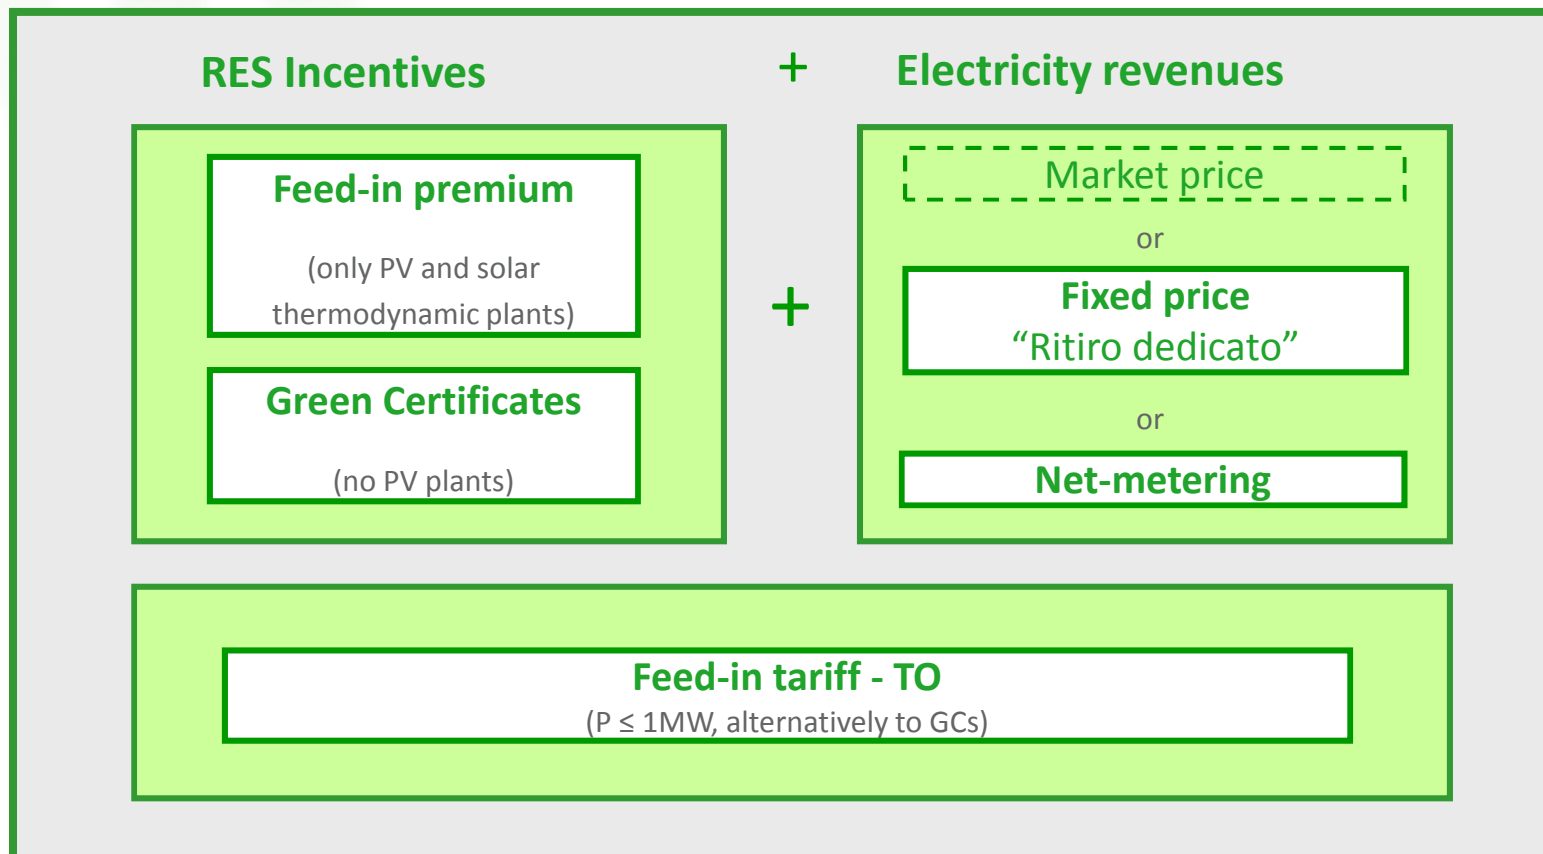 RES Incentives
+
Electricity revenues
Feed-in premium
(only PV and solar
thermodynamic plants)
Green Certificates
(no PV plants)
+
Market price
or
Fixed price
“Ritiro dedicato”
or
Net-metering
Feed-in tariff - TO
(P ≤ 1MW, alternatively to GCs)